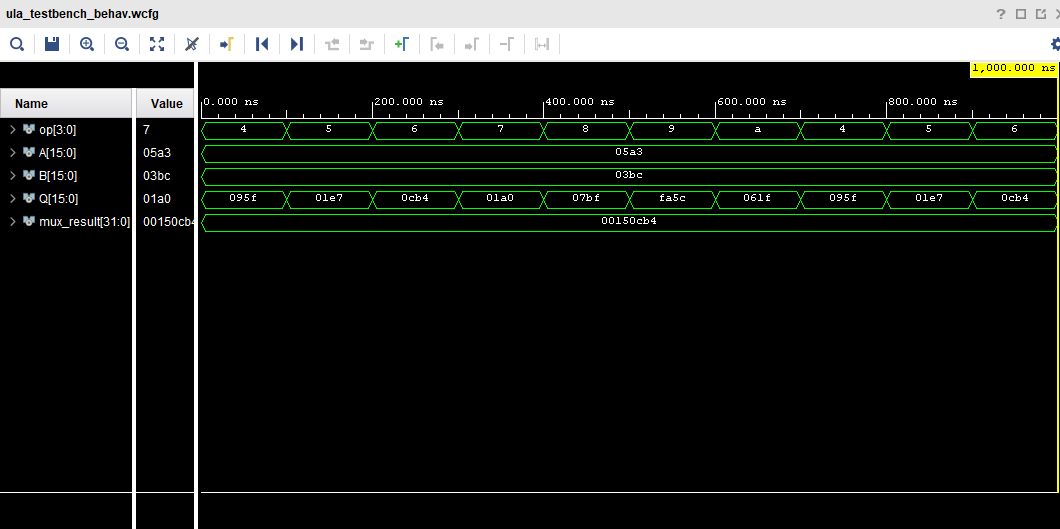 ula_testbench_behav.wcfg
?
1,000.000 ns
Name Value 0.000 ns 200.000 ns 400.000 ns 600.000 ns 800.000 ns
op[3:0] 7 4 5 6 7 8 9 a 4 5 6
A[15:0] 05a3 05a3
B[15:0] 03bc 03bc
Q[15:0] 01a0 095f 01e7 0cb4 01a0 07bf fa5c 061f 095f 01e7 0cb4
mux_result[31:0] 00150cb4 00150cb4